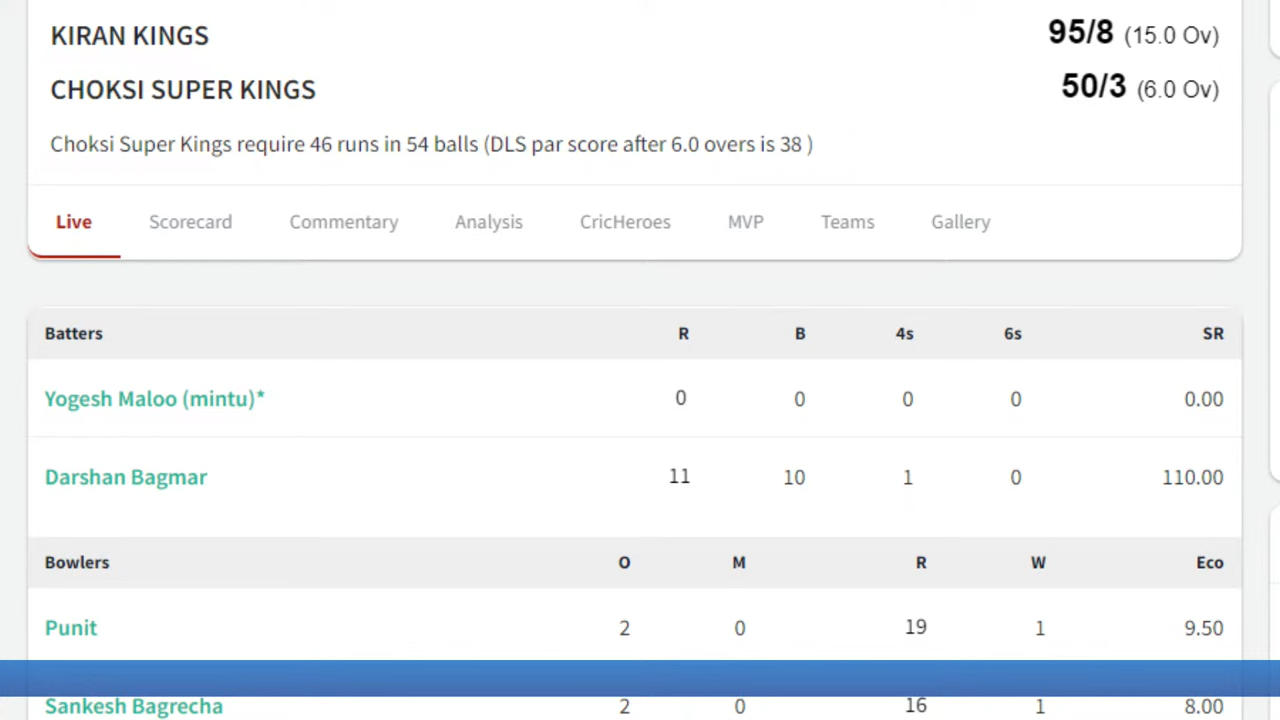 KIRAN KINGS 95/8 (15.0 Ov)
CHOKSI SUPER KINGS 50/3 (6.0 Ov)
Choksi Super Kings require 46 runs in 54 balls (DLS par score after 6.0 overs is 38 )
Live Scorecard Commentary Analysis CricHeroes MVP Teams Gallery
Batters R B 4s 6s SR
Yogesh Maloo (mintu)* 0 0 0 0 0.00
Darshan Bagmar 11 10 1 0 110.00
Bowlers O M R W Eco
Punit 2 0 19 1 9.50
Sankesh Bagrecha 2 0 16 1 8.00